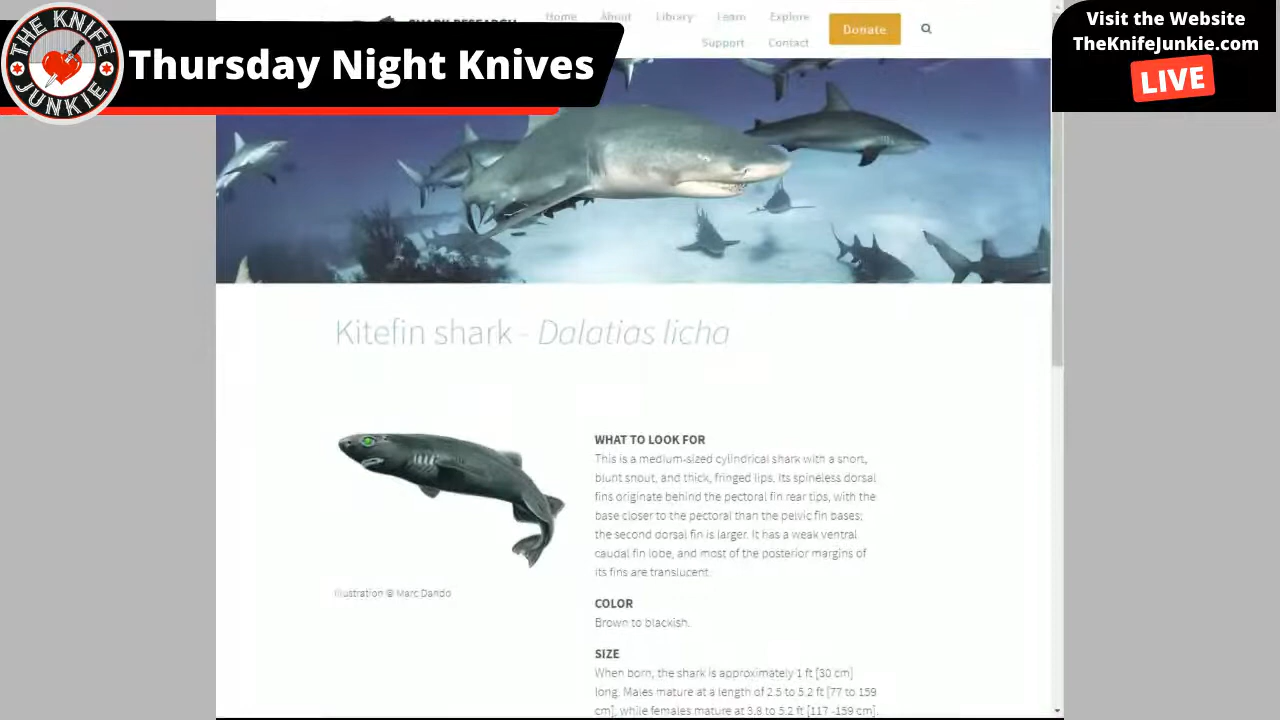 THE KNIFE
JUNKIE
Thursday Night Knives
SHARK RESEARCH
Home About Library Learn Explore
Support Contact
Donate
Visit the Website
TheKnifeJunkie.com
LIVE
Kitefin shark - Dalatias licha
Illustration © Marc Dando
WHAT TO LOOK FOR
This is a medium-sized cylindrical shark with a short,
blunt snout, and thick, fringed lips. Its spineless dorsal
fins originate behind the pectoral fin rear tips, with the
base closer to the pectoral than the pelvic fin bases;
the second dorsal fin is larger. It has a weak ventral
caudal fin lobe, and most of the posterior margins of
its fins are translucent.
COLOR
Brown to blackish.
SIZE
When born, the shark is approximately 1 ft [30 cm]
long. Males mature at a length of 2.5 to 5.2 ft [77 to 159
cm], while females mature at 3.8 to 5.2 ft [117 -159 cm].